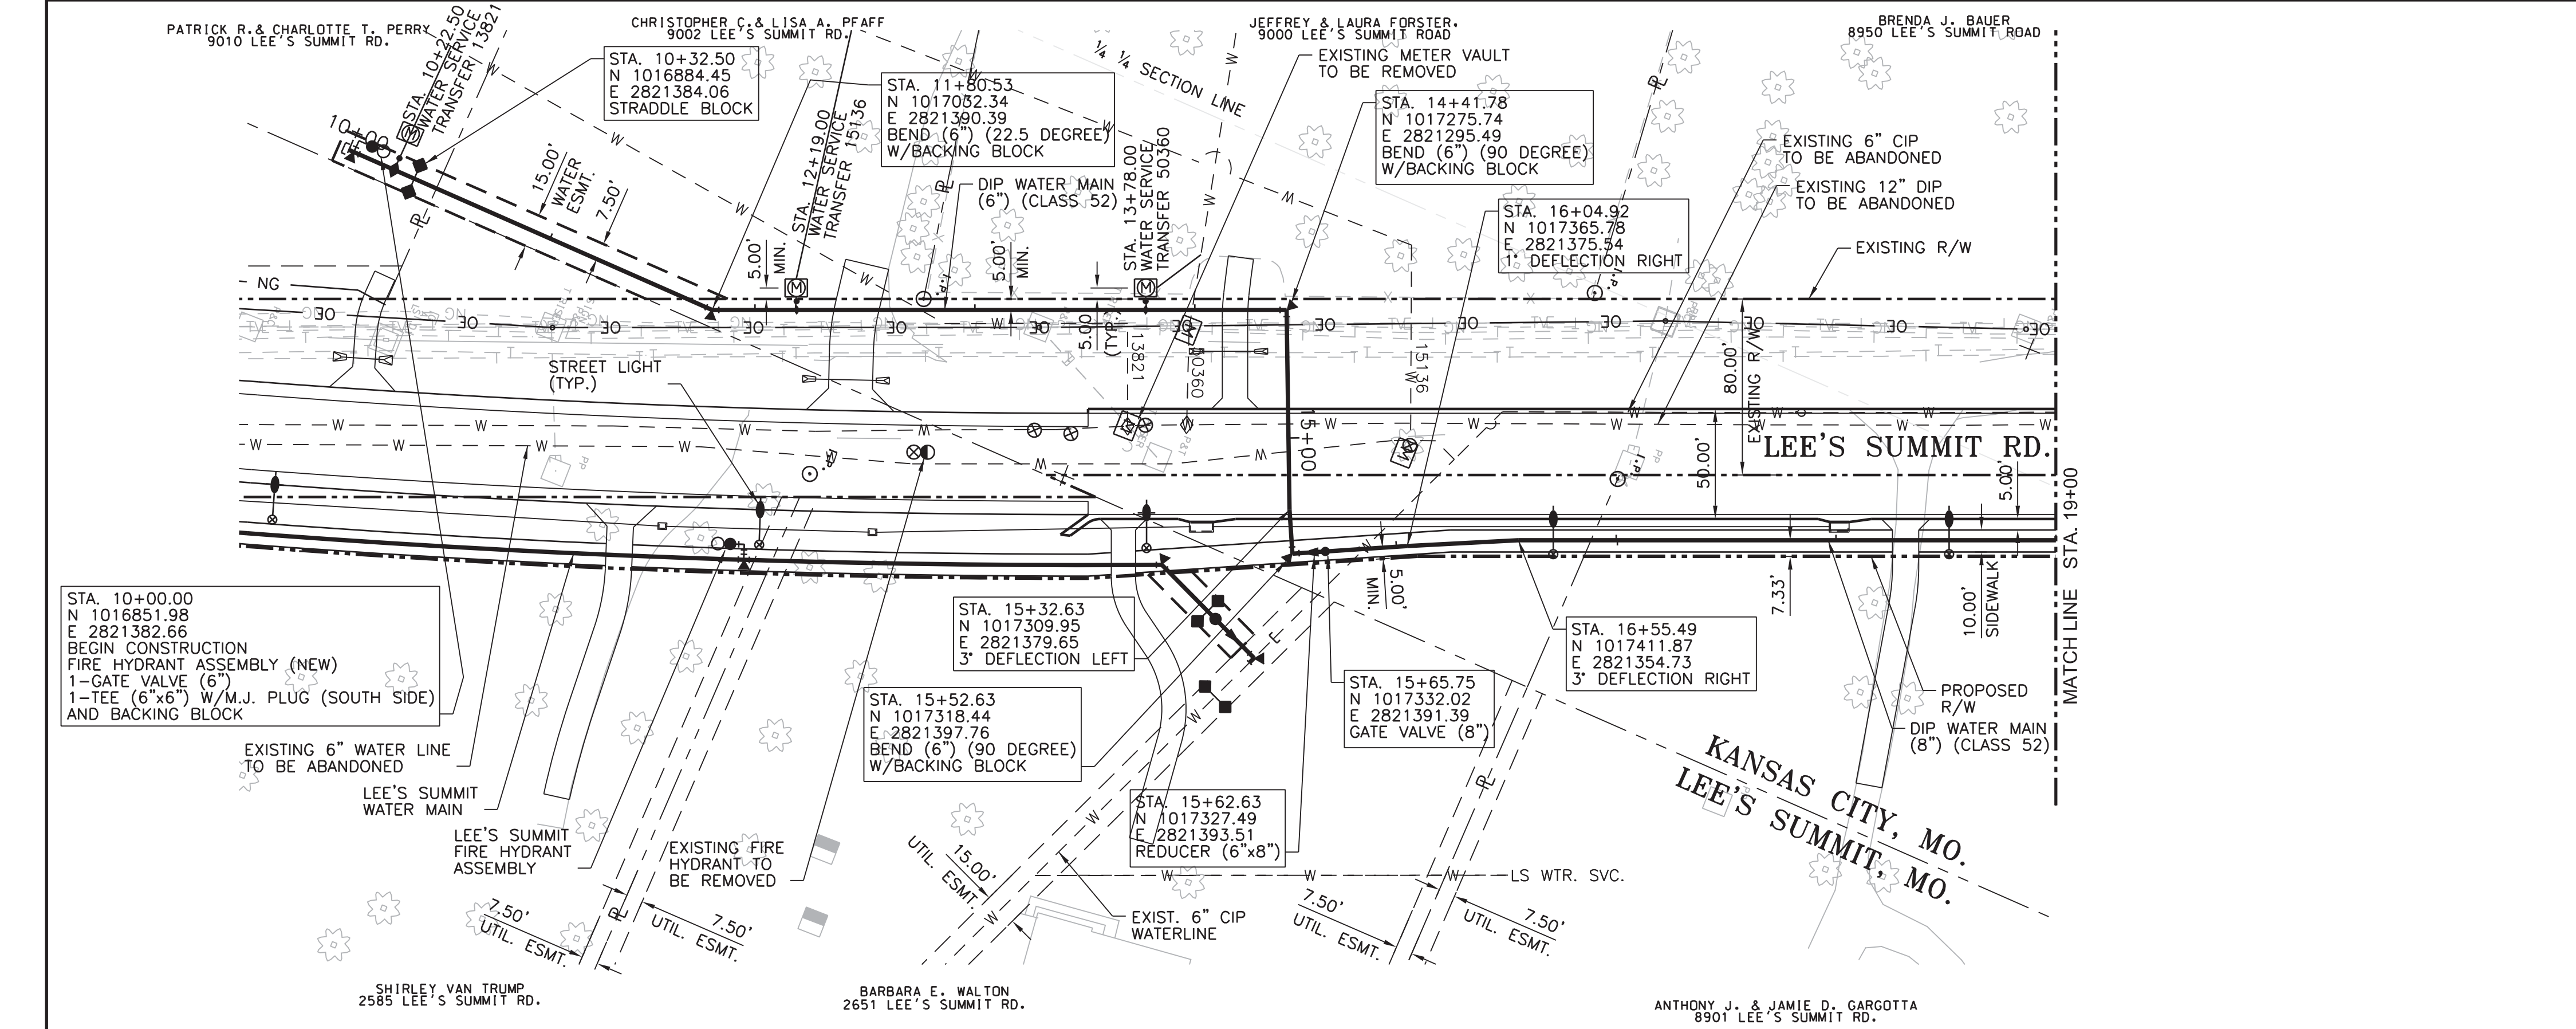 PATRICK R.& CHARLOTTE T. PERRY
9010 LEE'S SUMMIT RD.
CHRISTOPHER C.& LISA A. PFAFF
9002 LEE'S SUMMIT RD.
JEFFREY & LAURA FORSTER.
9000 LEE'S SUMMIT ROAD
BRENDA J. BAUER
8950 LEE'S SUMMIT ROAD
STA. 10+22.50
WATER SERVICE
TRANSFER 13821
10+00
STA. 10+32.50
N 1016884.45
E 2821384.06
STRADDLE BLOCK
STA. 11+80.53
N 1017032.34
E 2821390.39
BEND (6") (22.5 DEGREE)
W/BACKING BLOCK
1/4 1/4 SECTION LINE
EXISTING METER VAULT
TO BE REMOVED
STA. 14+41.78
N 1017275.74
E 2821295.49
BEND (6") (90 DEGREE)
W/BACKING BLOCK
EXISTING 6" CIP
TO BE ABANDONED
EXISTING 12" DIP
TO BE ABANDONED
EXISTING R/W
15.00'
WATER
ESMT.
7.50'
STA. 12+19.00
WATER SERVICE
TRANSFER 15136
DIP WATER MAIN
(6") (CLASS 52)
STA. 13+78.00
WATER SERVICE
TRANSFER 50360
STA. 16+04.92
N 1017365.78
E 2821375.54
1° DEFLECTION RIGHT
5.00'
MIN.
5.00'
MIN.
5.00
(TYP.)
13821
50360
15136
NG
STREET LIGHT
(TYP.)
15+00
80.00'
EXISTING R/W
50.00'
LEE'S SUMMIT RD.
5.00'
MATCH LINE STA. 19+00
STA. 10+00.00
N 1016851.98
E 2821382.66
BEGIN CONSTRUCTION
FIRE HYDRANT ASSEMBLY (NEW)
1-GATE VALVE (6")
1-TEE (6"x6") W/M.J. PLUG (SOUTH SIDE)
AND BACKING BLOCK
STA. 15+32.63
N 1017309.95
E 2821379.65
3° DEFLECTION LEFT
5.00'
MIN.
7.33'
10.00'
SIDEWALK
STA. 16+55.49
N 1017411.87
E 2821354.73
3° DEFLECTION RIGHT
STA. 15+52.63
N 1017318.44
E 2821397.76
BEND (6") (90 DEGREE)
W/BACKING BLOCK
STA. 15+65.75
N 1017332.02
E 2821391.39
GATE VALVE (8")
PROPOSED
R/W
DIP WATER MAIN
(8") (CLASS 52)
EXISTING 6" WATER LINE
TO BE ABANDONED
LEE'S SUMMIT
WATER MAIN
LEE'S SUMMIT
FIRE HYDRANT
ASSEMBLY
EXISTING FIRE
HYDRANT TO
BE REMOVED
STA. 15+62.63
N 1017327.49
E 2821393.51
REDUCER (6"x8")
KANSAS CITY, MO.
LEE'S SUMMIT, MO.
15.00'
UTIL. ESMT.
LS WTR. SVC.
EXIST. 6" CIP
WATERLINE
7.50'
UTIL. ESMT.
7.50'
UTIL. ESMT.
7.50'
UTIL. ESMT.
7.50'
UTIL. ESMT.
SHIRLEY VAN TRUMP
2585 LEE'S SUMMIT RD.
BARBARA E. WALTON
2651 LEE'S SUMMIT RD.
ANTHONY J. & JAMIE D. GARGOTTA
8901 LEE'S SUMMIT RD.